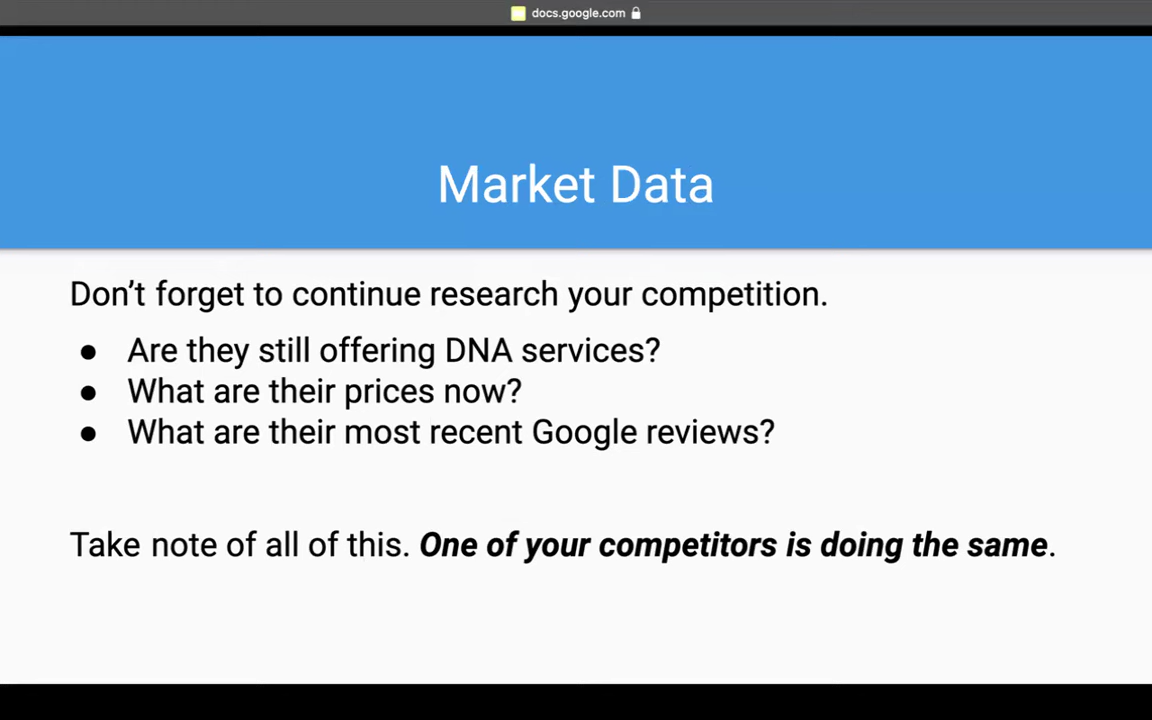 docs.google.com
Market Data
Don’t forget to continue research your competition.
● Are they still offering DNA services?
● What are their prices now?
● What are their most recent Google reviews?
Take note of all of this. One of your competitors is doing the same.